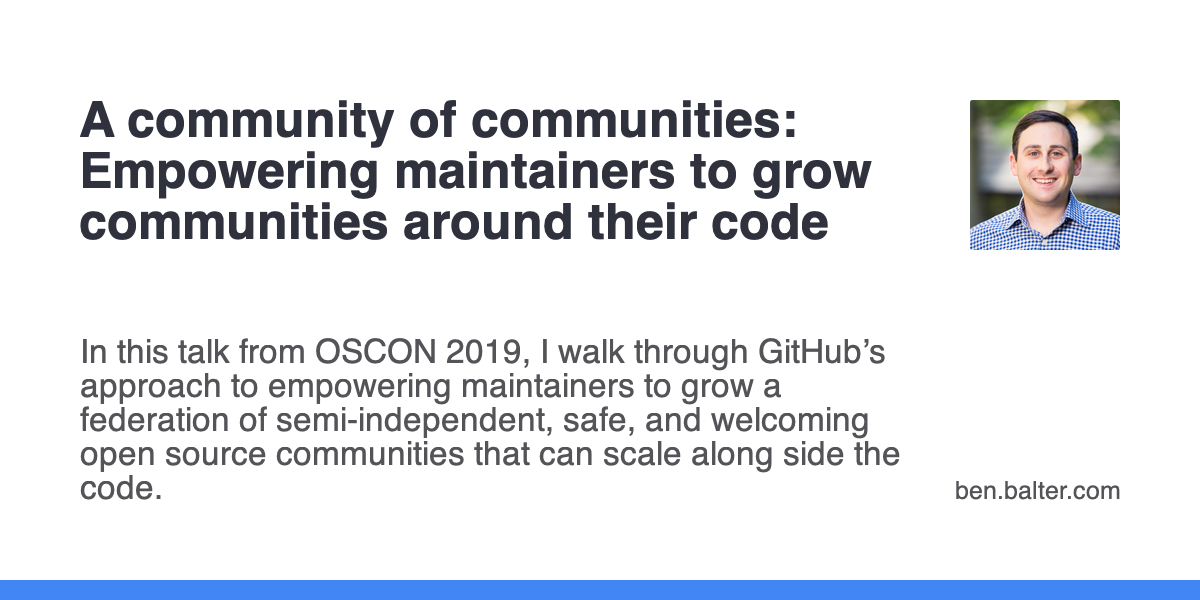 A community of communities:
Empowering maintainers to grow
communities around their code
In this talk from OSCON 2019, I walk through GitHub’s
approach to empowering maintainers to grow a
federation of semi-independent, safe, and welcoming
open source communities that can scale along side the
code.
ben.balter.com